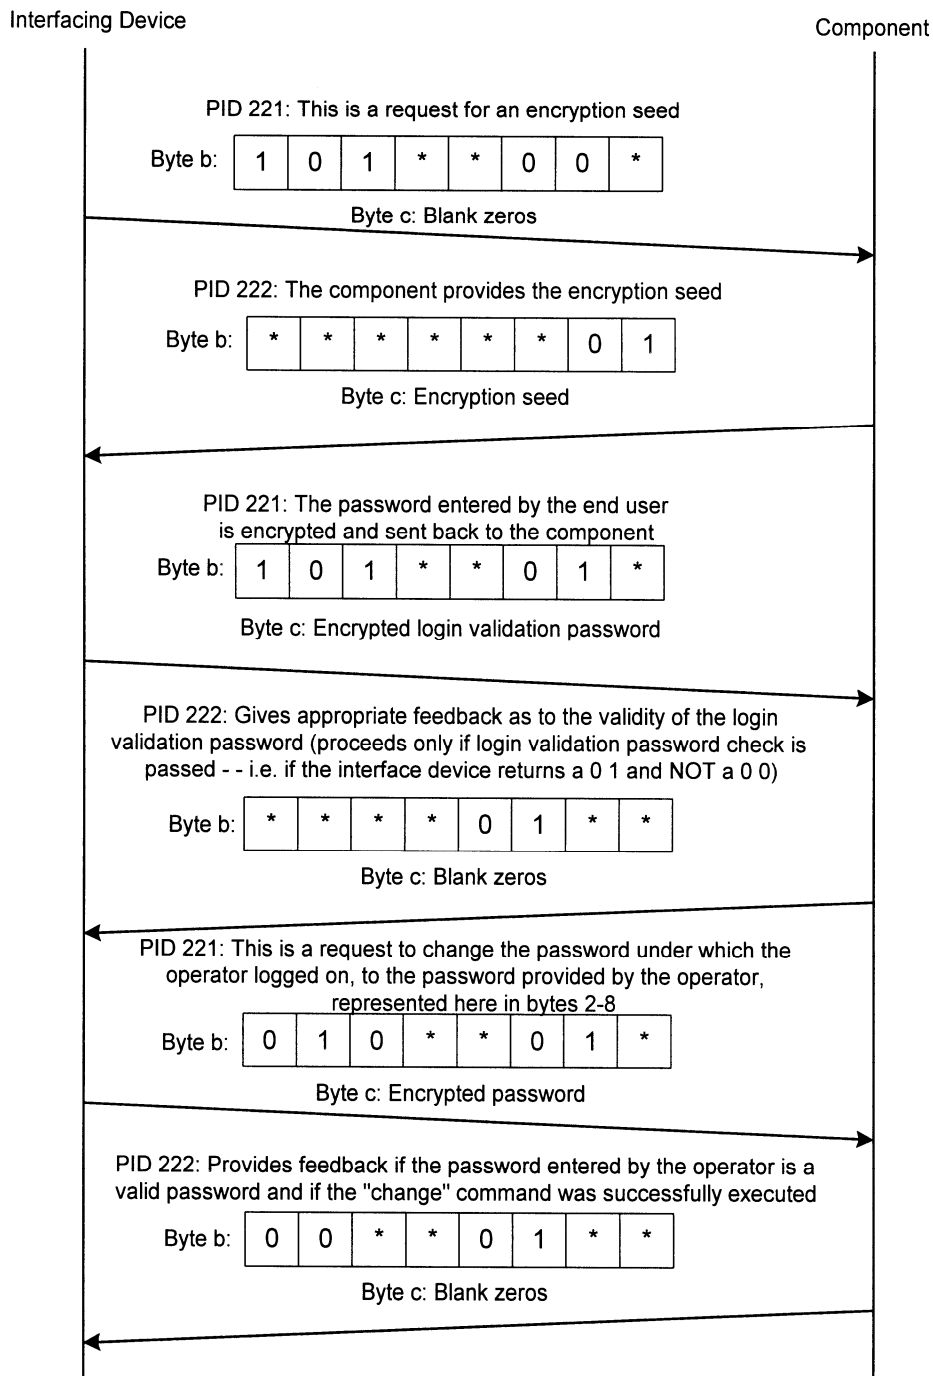 Interfacing Device
Component
PID 221: This is a request for an encryption seed
Byte b: 1 0 1 * * 0 0 *
Byte c: Blank zeros
PID 222: The component provides the encryption seed
Byte b: * * * * * * 0 1
Byte c: Encryption seed
PID 221: The password entered by the end user
is encrypted and sent back to the component
Byte b: 1 0 1 * * 0 1 *
Byte c: Encrypted login validation password
PID 222: Gives appropriate feedback as to the validity of the login
validation password (proceeds only if login validation password check is
passed - - i.e. if the interface device returns a 0 1 and NOT a 0 0)
Byte b: * * * * 0 1 * *
Byte c: Blank zeros
PID 221: This is a request to change the password under which the
operator logged on, to the password provided by the operator,
represented here in bytes 2-8
Byte b: 0 1 0 * * 0 1 *
Byte c: Encrypted password
PID 222: Provides feedback if the password entered by the operator is a
valid password and if the "change" command was successfully executed
Byte b: 0 0 * * 0 1 * *
Byte c: Blank zeros